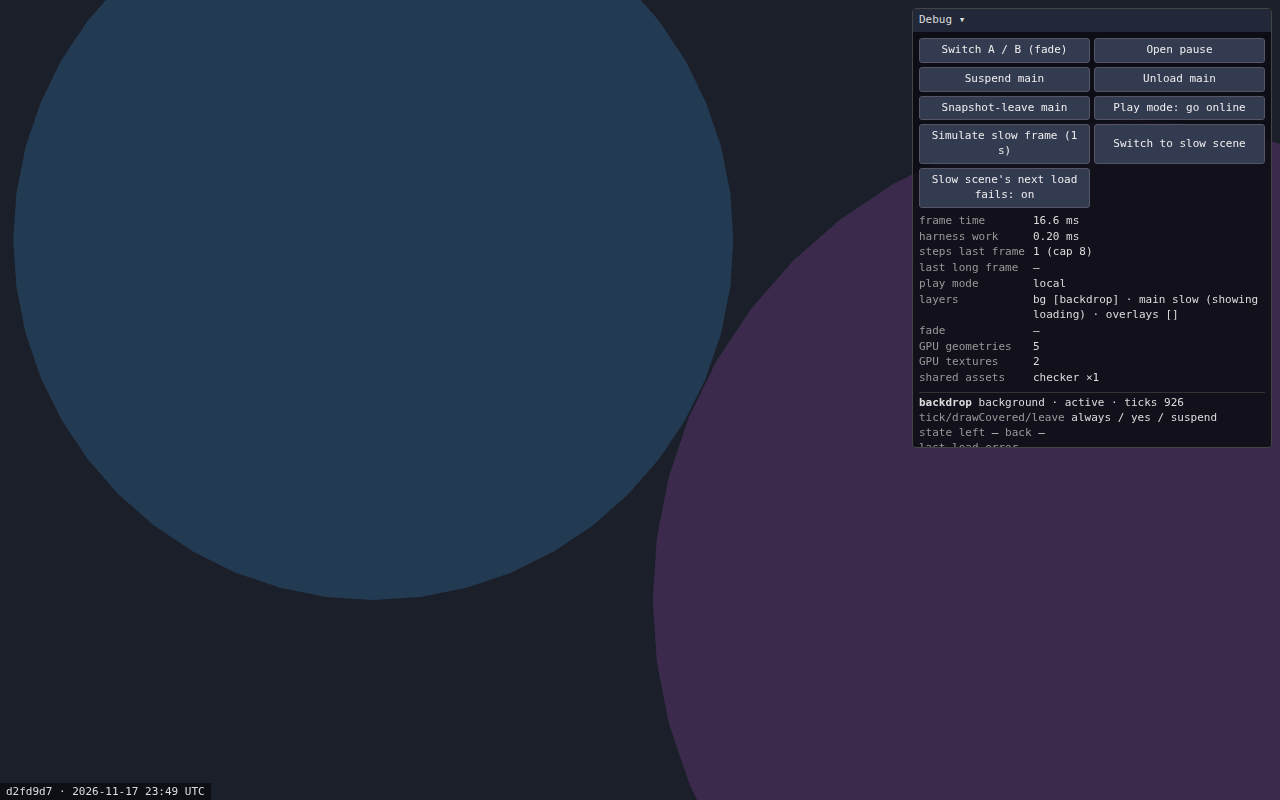 Debug ▾
Switch A / B (fade)
Open pause
Suspend main
Unload main
Snapshot-leave main
Play mode: go online
Simulate slow frame (1
s)
Switch to slow scene
Slow scene's next load
fails: on
frame time 16.6 ms
harness work 0.20 ms
steps last frame 1 (cap 8)
last long frame —
play mode local
layers bg [backdrop] · main slow (showing
loading) · overlays []
fade —
GPU geometries 5
GPU textures 2
shared assets checker ×1
backdrop background · active · ticks 926
tick/drawCovered/leave always / yes / suspend
state left — back —
last load error
d2fd9d7 · 2026-11-17 23:49 UTC